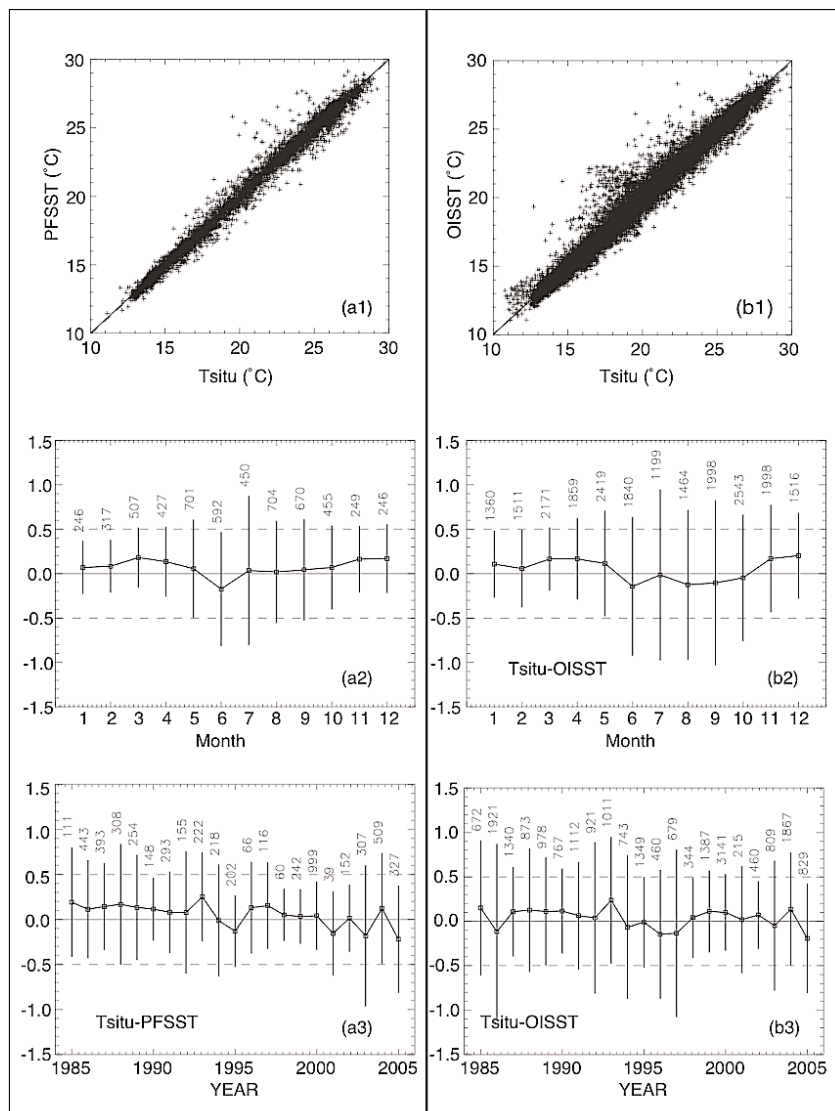 30
25
20
15
10
PFSST (°C)
(a1)
10 15 20 25 30
Tsitu (°C)
30
25
20
15
10
OISST (°C)
(b1)
10 15 20 25 30
Tsitu (°C)
1.5
1.0
0.5
0.0
-0.5
-1.0
-1.5
246 317 507 427 701 592 450 704 670 455 249 246
(a2)
1 2 3 4 5 6 7 8 9 10 11 12
Month
1.5
1.0
0.5
0.0
-0.5
-1.0
-1.5
1360 1511 2171 1859 2419 1840 1199 1464 1998 2543 1998 1516
Tsitu-OISST (b2)
1 2 3 4 5 6 7 8 9 10 11 12
Month
1.5
1.0
0.5
0.0
-0.5
-1.0
-1.5
111 443 393 308 254 148 293 155 222 218 202 66 116 60 242 1999 39 152 307 509 327
Tsitu-PFSST (a3)
1985 1990 1995 2000 2005
YEAR
1.5
1.0
0.5
0.0
-0.5
-1.0
-1.5
672 1921 1340 873 978 767 1112 921 1011 743 1349 460 679 344 1387 3141 215 460 809 1867 829
Tsitu-OISST (b3)
1985 1990 1995 2000 2005
YEAR